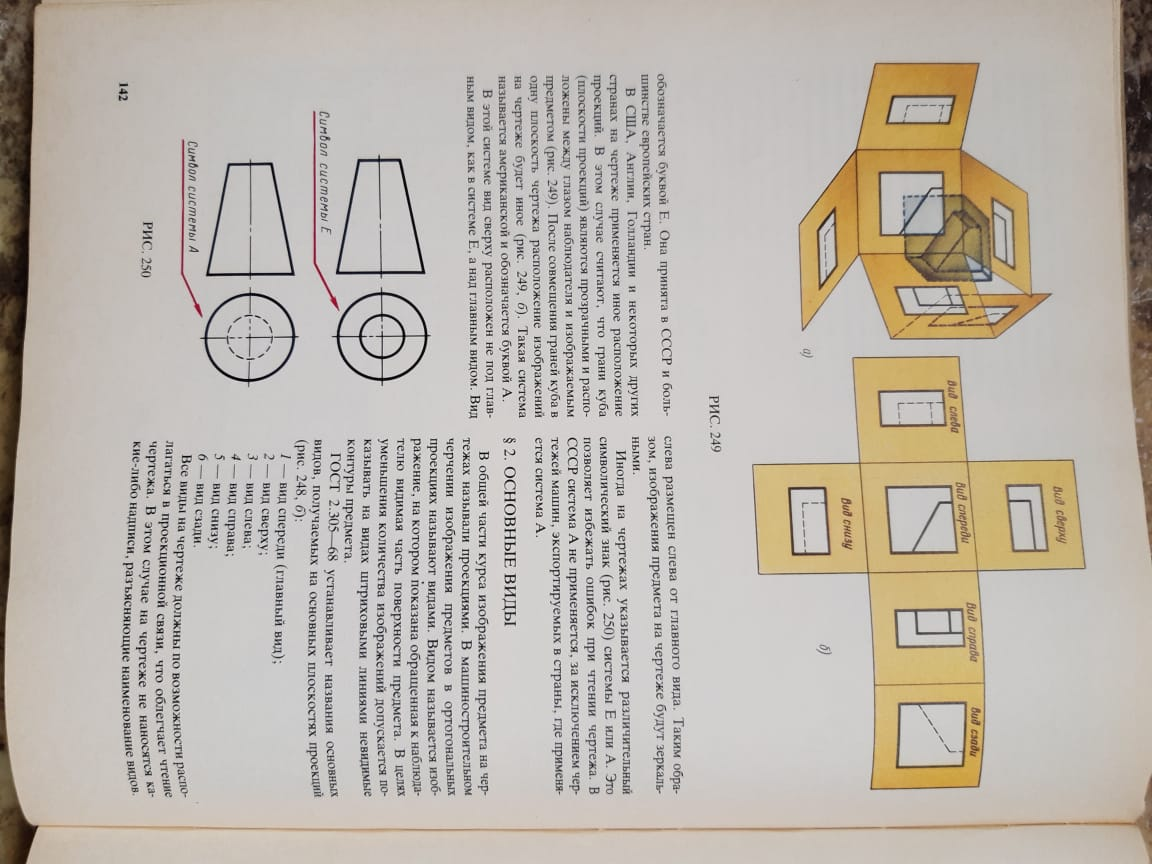 а)
Вид сверху
Вид слева
Вид спереди
Вид справа
Вид сзади
Вид снизу
б)
РИС. 249
обозначается буквой Е. Она принята в СССР и боль-
шинстве европейских стран.
В США, Англии, Голландии и некоторых других
странах на чертеже применяется иное расположение
проекций. В этом случае считают, что грани куба
(плоскости проекций) являются прозрачными и распо-
ложены между глазом наблюдателя и изображаемым
предметом (рис. 249). После совмещения граней куба в
одну плоскость чертежа расположение изображений
на чертеже будет иное (рис. 249, б). Такая система
называется американской и обозначается буквой А.
В этой системе вид сверху расположен не под глав-
ным видом, как в системе Е, а над главным видом. Вид
Символ системы Е
Символ системы А
РИС. 250
142
слева размещен слева от главного вида. Таким обра-
зом, изображения предмета на чертеже будут зеркаль-
ными.
Иногда на чертежах указывается различительный
символический знак (рис. 250) системы Е или А. Это
позволяет избежать ошибок при чтении чертежа. В
СССР система А не применяется, за исключением чер-
тежей машин, экспортируемых в страны, где применя-
ется система А.
§ 2. ОСНОВНЫЕ ВИДЫ
В общей части курса изображения предмета на чер-
тежах называли проекциями. В машиностроительном
черчении изображения предметов в ортогональных
проекциях называют видами. Видом называется изоб-
ражение, на котором показана обращенная к наблюда-
телю видимая часть поверхности предмета. В целях
уменьшения количества изображений допускается по-
казывать на видах штриховыми линиями невидимые
контуры предмета.
ГОСТ 2.305—68 устанавливает названия основных
видов, получаемых на основных плоскостях проекций
(рис. 248, б):
1 — вид спереди (главный вид);
2 — вид сверху;
3 — вид слева;
4 — вид справа;
5 — вид снизу;
6 — вид сзади.
Все виды на чертеже должны по возможности распо-
лагаться в проекционной связи, что облегчает чтение
чертежа. В этом случае на чертеже не наносятся ка-
кие-либо надписи, разъясняющие наименование видов.